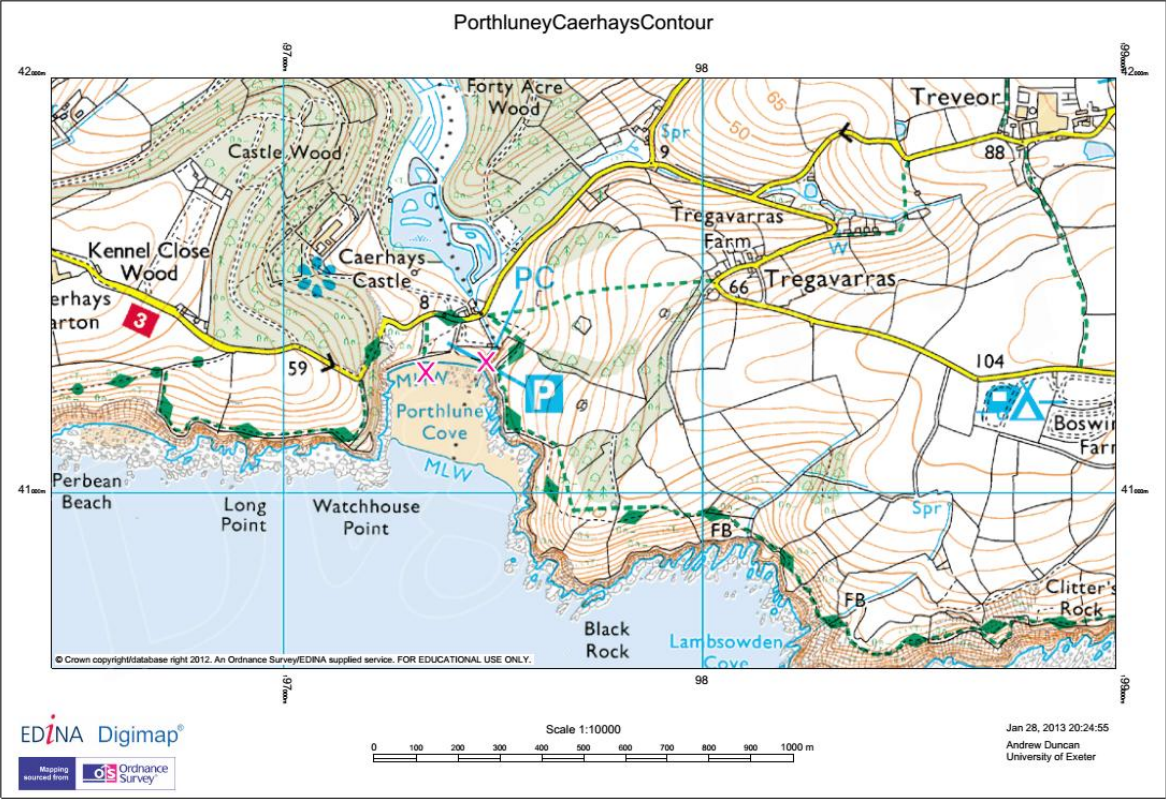 PorthluneyCaerhaysContour
97000m
98
99000m
42000m
42000m
Forty Acre
Wood
65
50
Treveor
Spr
9
88
Castle Wood
Tregavarras
Farm
W
Kennel Close
Wood
Caerhays
Castle
PC
Tregavarras
66
erhays
arton
3
8
59
104
MLW
P
Porthluney
Cove
Boswin
Farm
MLW
Perbean
Beach
41000m
41000m
Long
Point
Watchhouse
Point
Spr
FB
FB
Clitter's
Rock
Black
Rock
Lambsowden
Cove
© Crown copyright/database right 2012. An Ordnance Survey/EDINA supplied service. FOR EDUCATIONAL USE ONLY.
97000m
98
99000m
EDINA Digimap®
Mapping
sourced from
OS Ordnance
Survey®
Scale 1:10000
0 100 200 300 400 500 600 700 800 900 1000 m
Jan 28, 2013 20:24:55
Andrew Duncan
University of Exeter